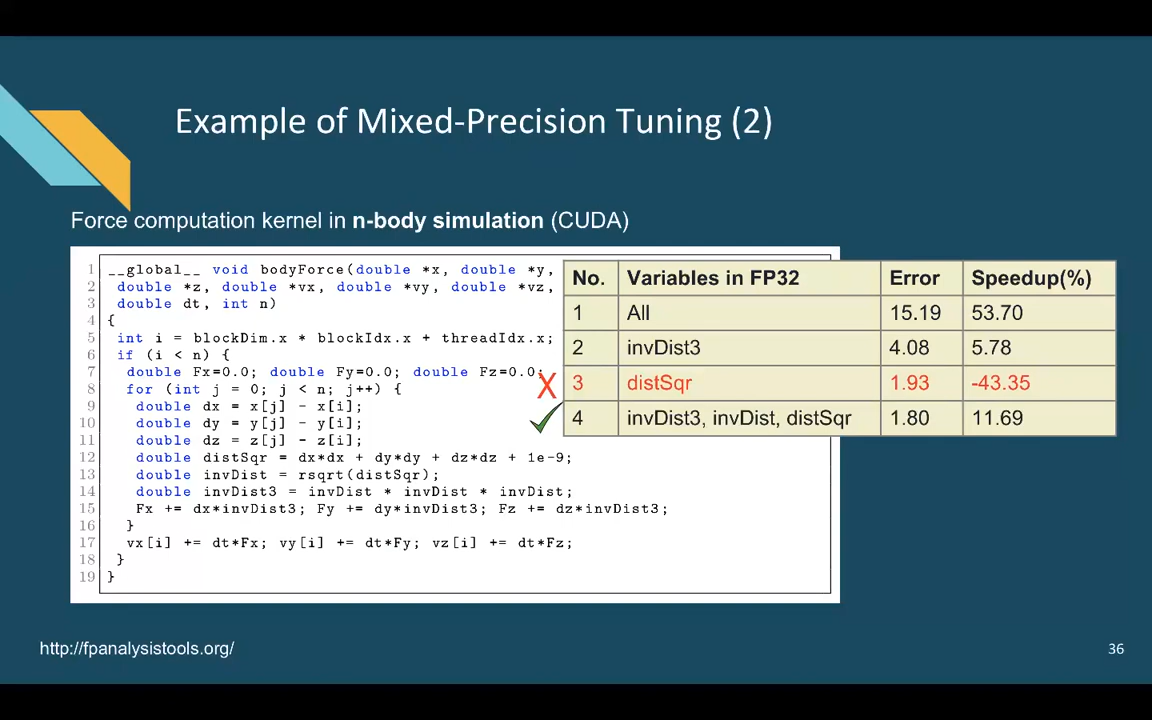 Example of Mixed-Precision Tuning (2)
Force computation kernel in n-body simulation (CUDA)
1 __global__ void bodyForce(double *x, double *y,
2 double *z, double *vx, double *vy, double *vz,
3 double dt, int n)
4 {
5 int i = blockDim.x * blockIdx.x + threadIdx.x;
6 if (i < n) {
7 double Fx=0.0; double Fy=0.0; double Fz=0.0;
8 for (int j = 0; j < n; j++) {
9 double dx = x[j] - x[i];
10 double dy = y[j] - y[i];
11 double dz = z[j] - z[i];
12 double distSqr = dx*dx + dy*dy + dz*dz + 1e-9;
13 double invDist = rsqrt(distSqr);
14 double invDist3 = invDist * invDist * invDist;
15 Fx += dx*invDist3; Fy += dy*invDist3; Fz += dz*invDist3;
16 }
17 vx[i] += dt*Fx; vy[i] += dt*Fy; vz[i] += dt*Fz;
18 }
19 }
No. Variables in FP32 Error Speedup(%)
1 All 15.19 53.70
2 invDist3 4.08 5.78
X 3 distSqr 1.93 -43.35
✓ 4 invDist3, invDist, distSqr 1.80 11.69
http://fpanalysistools.org/
36